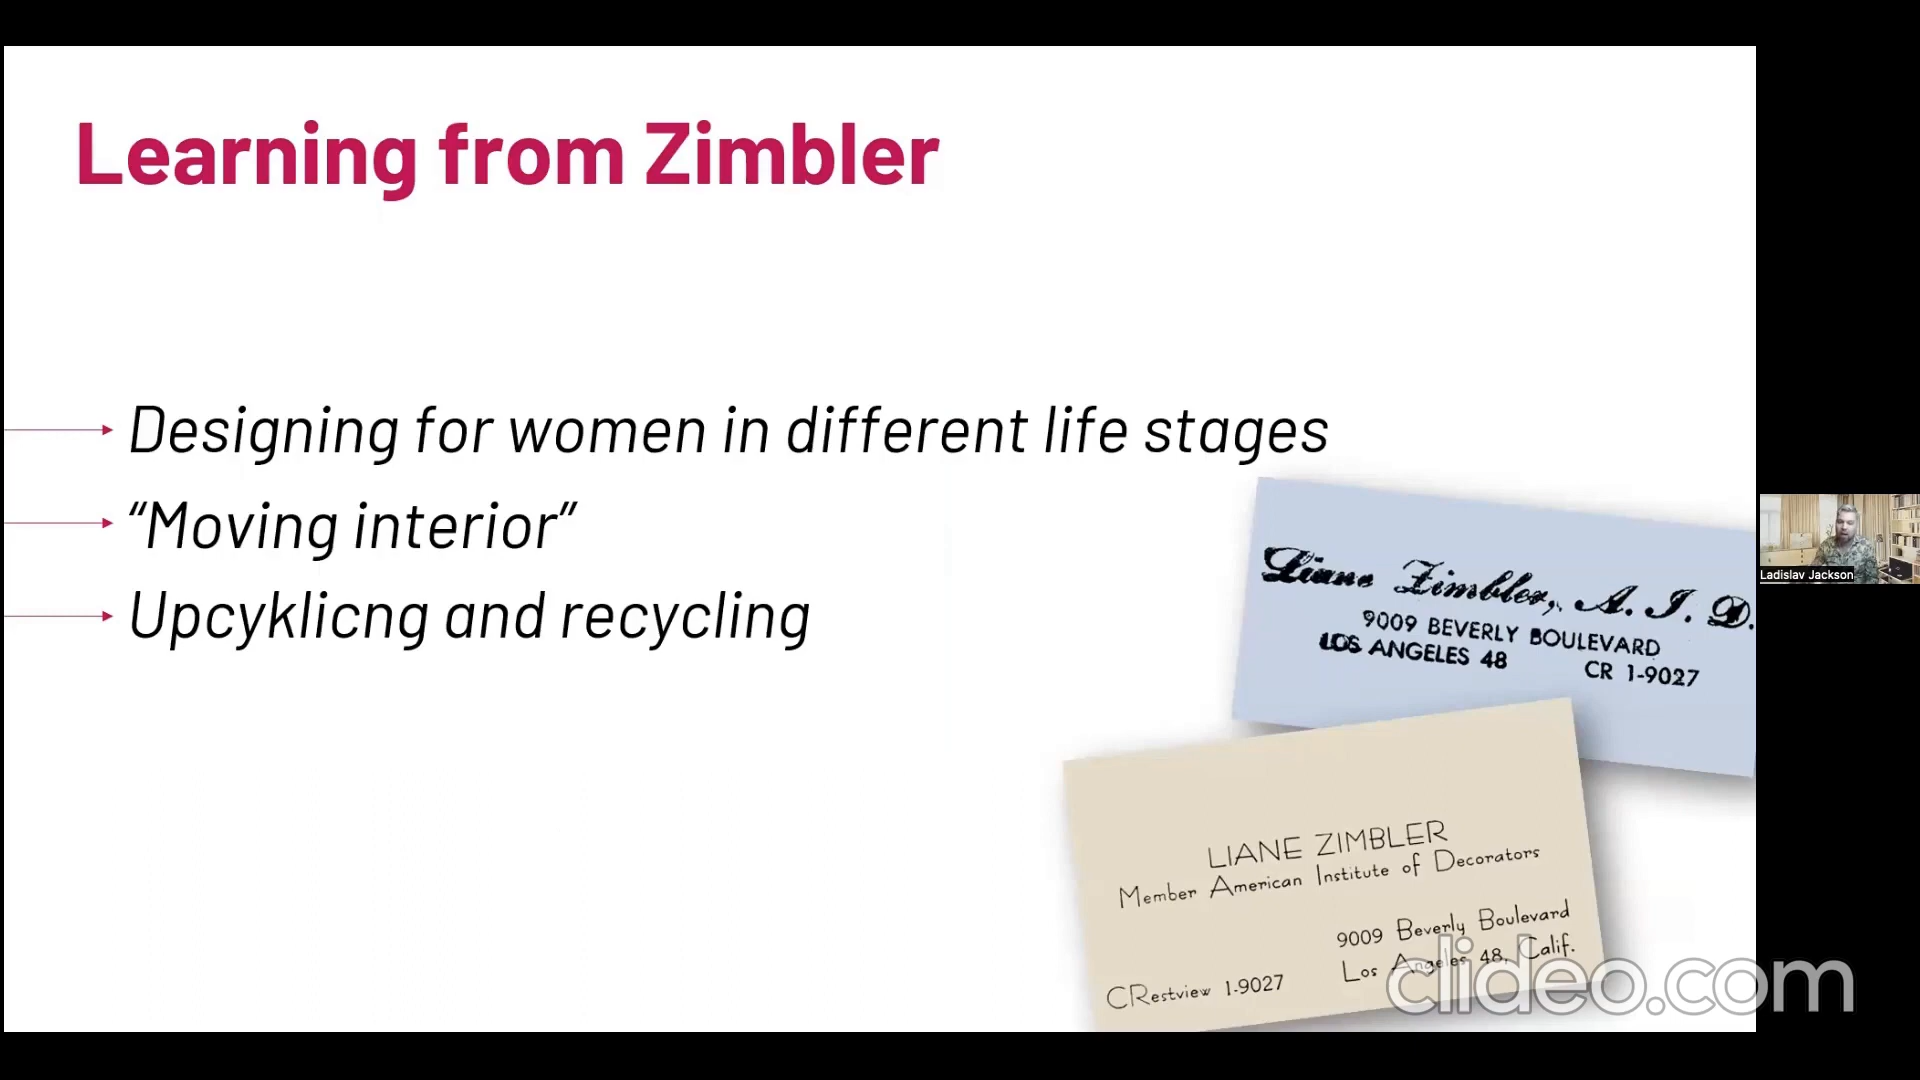 Learning from Zimbler
Designing for women in different life stages
“Moving interior”
Upcyklicng and recycling
Liane Zimbler, A. I. D.
9009 BEVERLY BOULEVARD
LOS ANGELES 48 CR 1-9027
LIANE ZIMBLER
Member American Institute of Decorators
9009 Beverly Boulevard
Los Angeles 48, Calif.
CRestview 1-9027
Ladislav Jackson
clideo.com